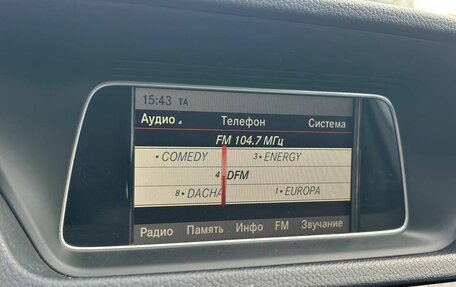 15:43 TA
Аудио Телефон Система
FM 104.7 МГц
• COMEDY 3 • ENERGY
4 • DFM
8 • DACHA 1 • EUROPA
Радио Память Инфо FM Звучание